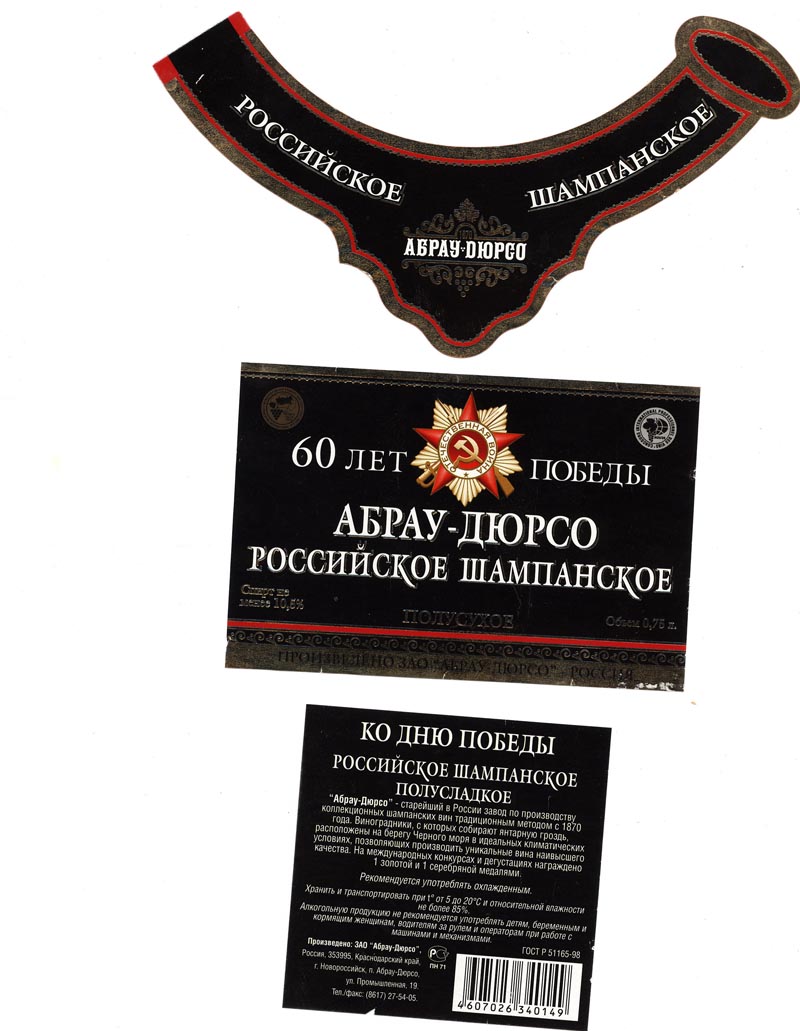 РОССИЙСКОЕ
ШАМПАНСКОЕ
1870
АБРАУ-DЮРСО
60 ЛЕТ
ОТЕЧЕСТВЕННАЯ ВОЙНА
ПОБЕДЫ
АБРАУ-ДЮРСО
РОССИЙСКОЕ ШАМПАНСКОЕ
Спирт не
менее 10,5%
ПОЛУСУХОЕ
Объем 0,75 л.
ПРОИЗВЕДЕНО ЗАО "АБРАУ-ДЮРСО" РОССИЯ
КО ДНЮ ПОБЕДЫ
РОССИЙСКОЕ ШАМПАНСКОЕ
ПОЛУСЛАДКОЕ
"Абрау-Дюрсо" - старейший в России завод по производству
коллекционных шампанских вин традиционным методом с 1870
года. Виноградники, с которых собирают янтарную гроздь,
расположены на берегу Черного моря в идеальных климатических
условиях, позволяющих производить уникальные вина наивысшего
качества. На международных конкурсах и дегустациях награждено
1 золотой и 1 серебряной медалями.
Рекомендуется употреблять охлажденным.
Хранить и транспортировать при t° от 5 до 20°С и относительной влажности
не более 85%.
Алкогольную продукцию не рекомендуется употреблять детям, беременным и
кормящим женщинам, водителям за рулем и операторам при работе с
машинами и механизмами.
ГОСТ Р 51165-98
Произведено: ЗАО "Абрау-Дюрсо",
Россия, 353995, Краснодарский край,
г. Новороссийск, п. Абрау-Дюрсо,
ул. Промышленная, 19.
Тел./факс: (8617) 27-54-05.
ПН 71
4607026340149